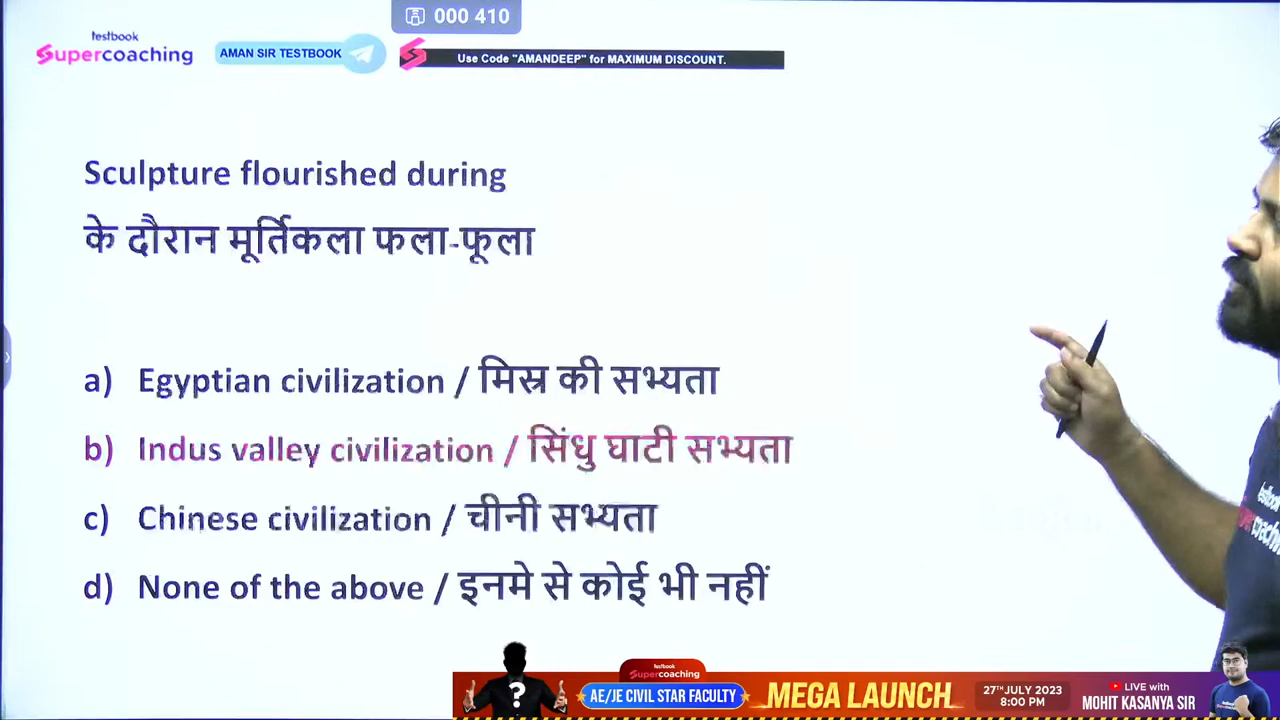 000 410
testbook
Supercoaching
AMAN SIR TESTBOOK
Use Code "AMANDEEP" for MAXIMUM DISCOUNT.
Sculpture flourished during
के दौरान मूर्तिकला फला-फूला
a) Egyptian civilization / मिस्र की सभ्यता
b) Indus valley civilization / सिंधु घाटी सभ्यता
c) Chinese civilization / चीनी सभ्यता
d) None of the above / इनमे से कोई भी नहीं
testbook
Supercoaching
?
AE/JE CIVIL STAR FACULTY
MEGA LAUNCH
27TH JULY 2023
8:00 PM
LIVE with
MOHIT KASANYA SIR